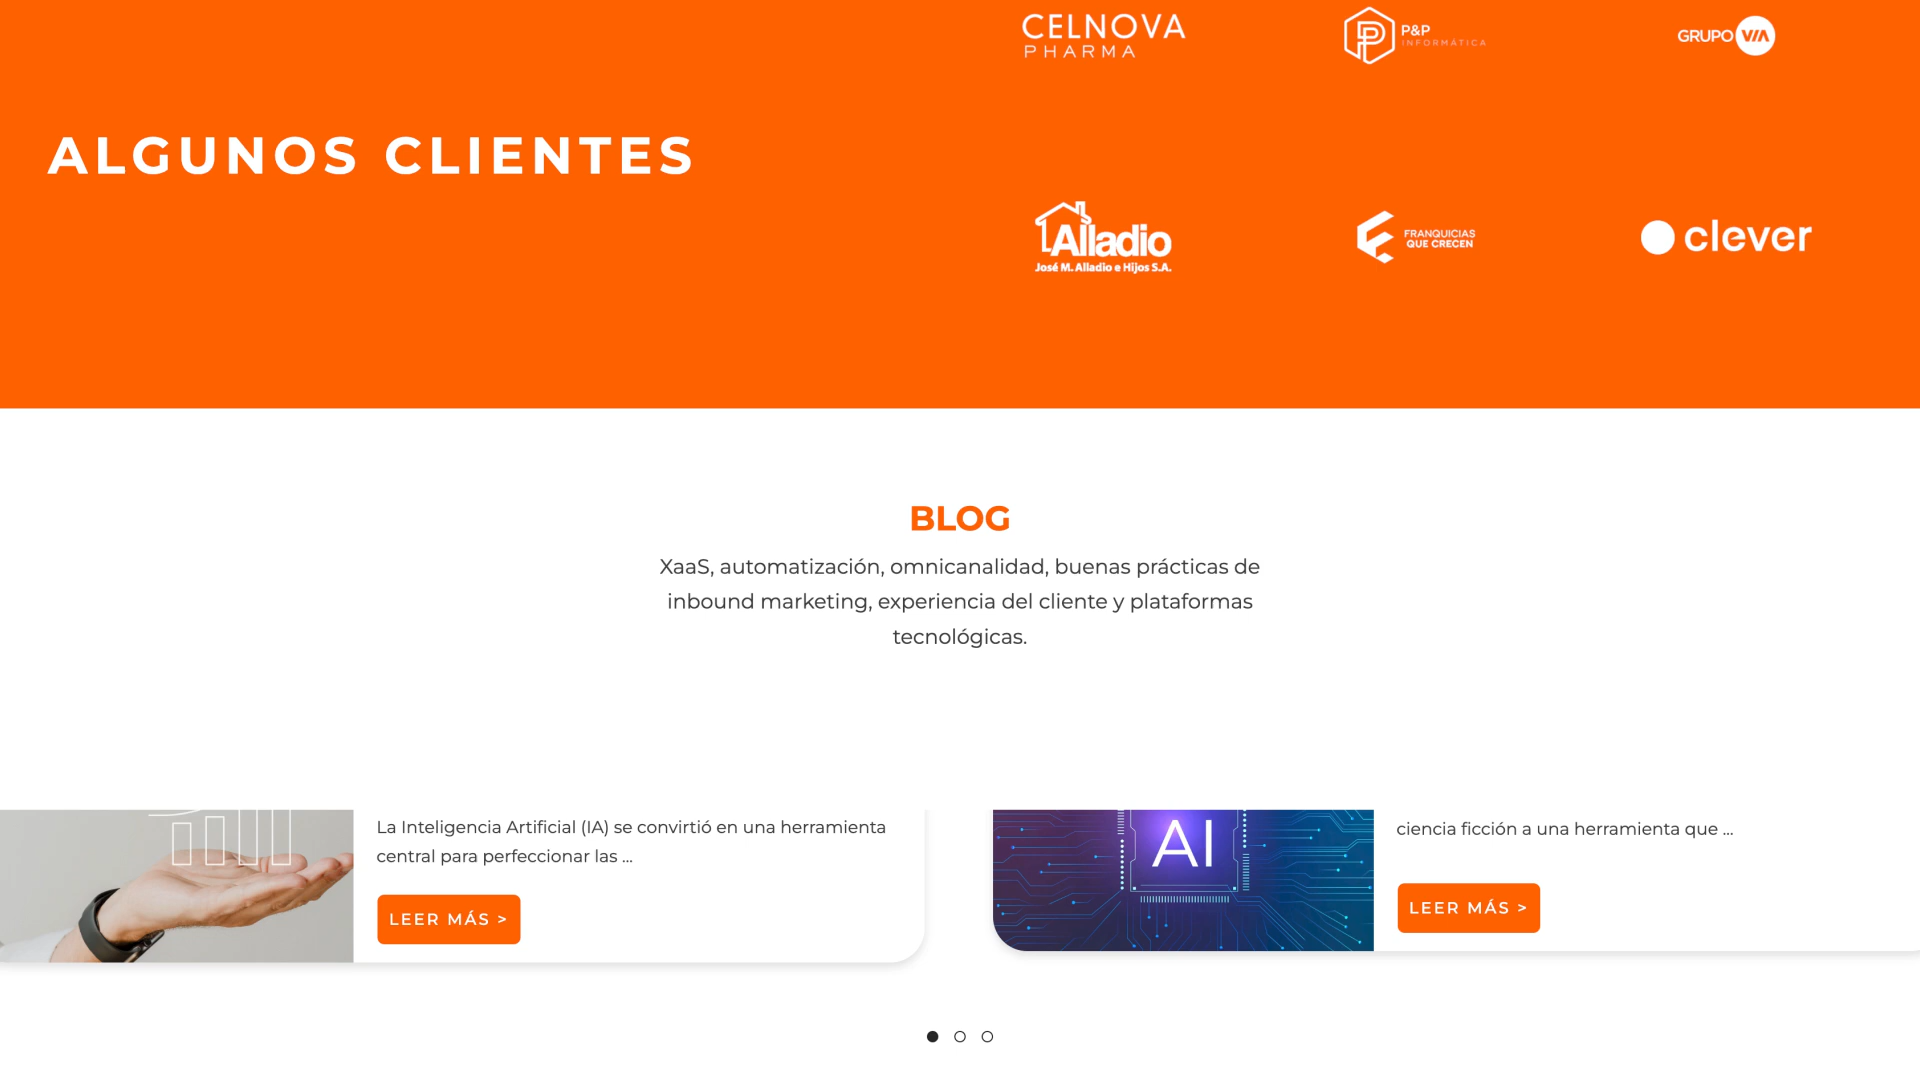 CELNOVA
PHARMA
P&P
INFORMÁTICA
GRUPO VIA
ALGUNOS CLIENTES
Alladio
José M. Alladio e Hijos S.A.
FRANQUICIAS
QUE CRECEN
clever
BLOG
XaaS, automatización, omnicanalidad, buenas prácticas de
inbound marketing, experiencia del cliente y plataformas
tecnológicas.
La Inteligencia Artificial (IA) se convirtió en una herramienta
central para perfeccionar las ...
LEER MÁS >
AI
ciencia ficción a una herramienta que ...
LEER MÁS >